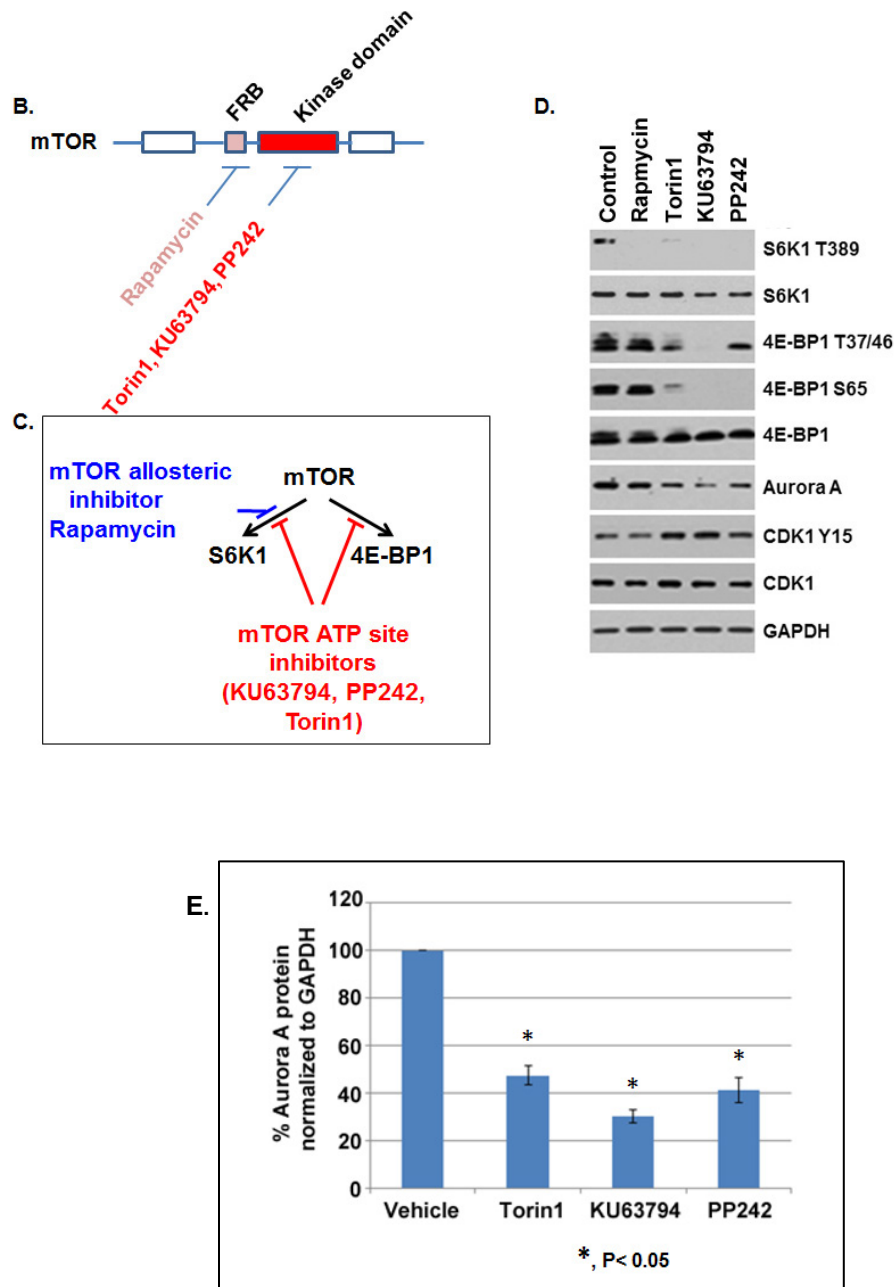 B.
mTOR
FRB
Kinase domain
Rapamycin
Torin1, KU63794, PP242
C.
mTOR allosteric
inhibitor
Rapamycin
mTOR
S6K1
4E-BP1
mTOR ATP site
inhibitors
(KU63794, PP242,
Torin1)
D.
Control
Rapmycin
Torin1
KU63794
PP242
S6K1 T389
S6K1
4E-BP1 T37/46
4E-BP1 S65
4E-BP1
Aurora A
CDK1 Y15
CDK1
GAPDH
E.
% Aurora A protein
normalized to GAPDH
120
100
80
60
40
20
0
*
*
*
Vehicle
Torin1
KU63794
PP242
*, P< 0.05